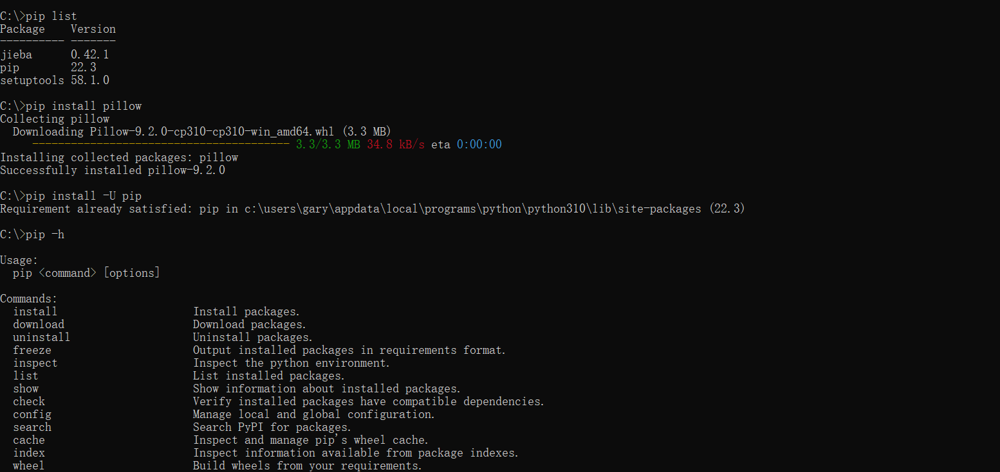 C:\>pip list
Package    Version
---------- -------
jieba      0.42.1
pip        22.3
setuptools 58.1.0
C:\>pip install pillow
Collecting pillow
  Downloading Pillow-9.2.0-cp310-cp310-win_amd64.whl (3.3 MB)
     ---------------------------------------- 3.3/3.3 MB 34.8 kB/s eta 0:00:00
Installing collected packages: pillow
Successfully installed pillow-9.2.0
C:\>pip install -U pip
Requirement already satisfied: pip in c:\users\gary\appdata\local\programs\python\python310\lib\site-packages (22.3)
C:\>pip -h
Usage:
  pip <command> [options]
Commands:
  install                     Install packages.
  download                    Download packages.
  uninstall                   Uninstall packages.
  freeze                      Output installed packages in requirements format.
  inspect                     Inspect the python environment.
  list                        List installed packages.
  show                        Show information about installed packages.
  check                       Verify installed packages have compatible dependencies.
  config                      Manage local and global configuration.
  search                      Search PyPI for packages.
  cache                       Inspect and manage pip's wheel cache.
  index                       Inspect information available from package indexes.
  wheel                       Build wheels from your requirements.